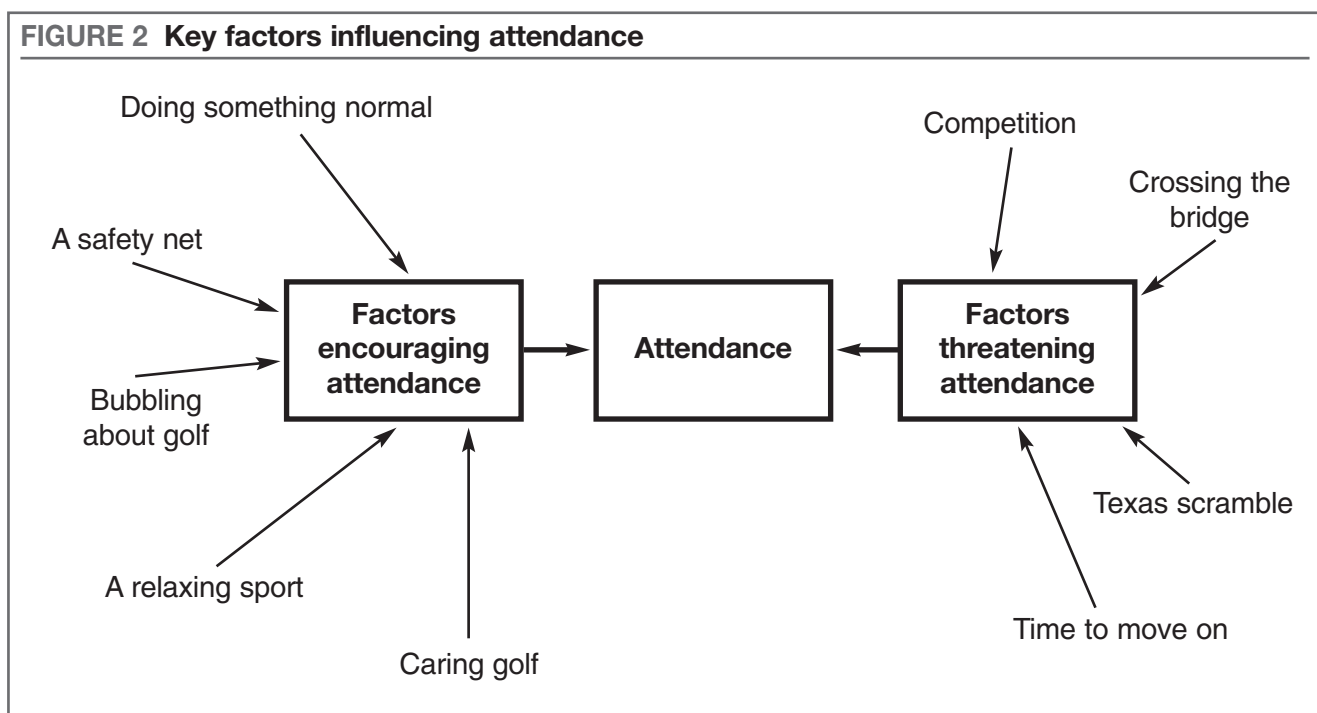 FIGURE 2 Key factors influencing attendance
Doing something normal
Competition
Crossing the
bridge
A safety net
Factors
encouraging
attendance
Attendance
Factors
threatening
attendance
Bubbling
about golf
Texas scramble
A relaxing sport
Time to move on
Caring golf